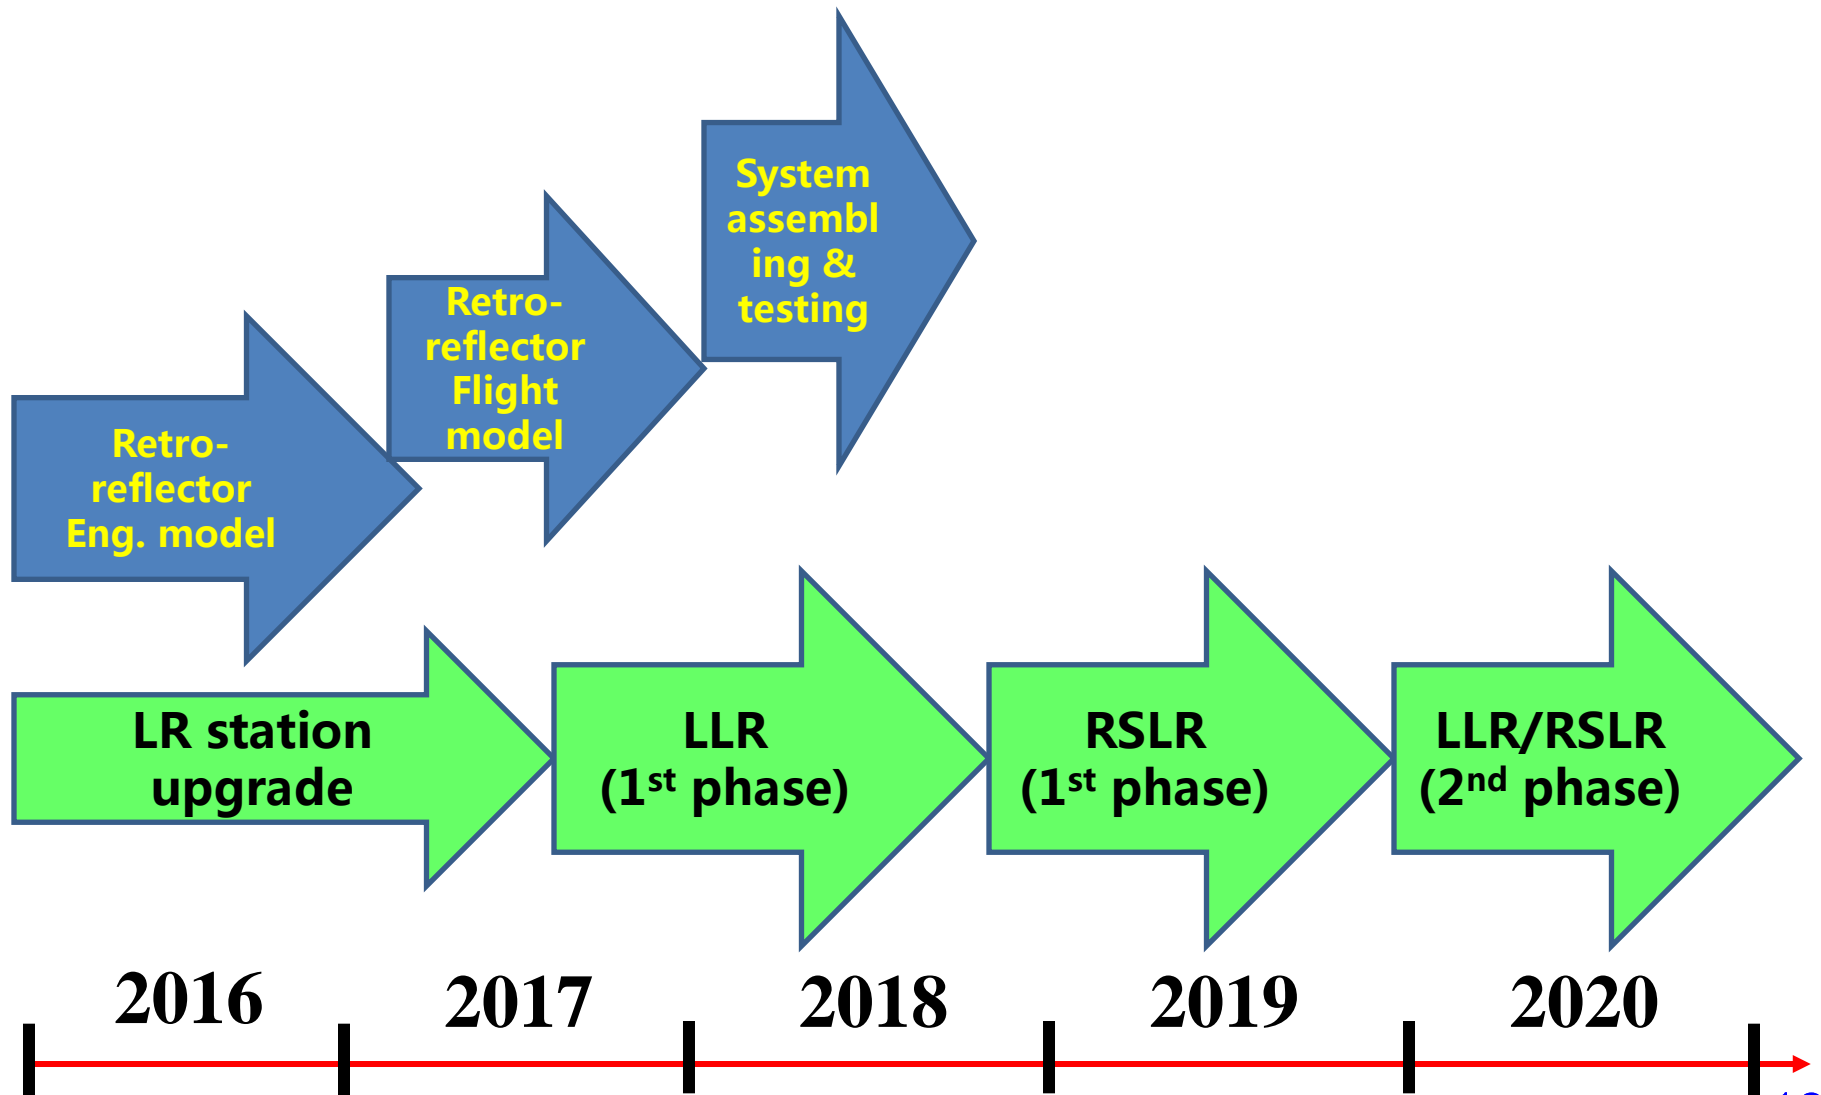 System
assembl
ing &
testing
Retro-
reflector
Flight
model
Retro-
reflector
Eng. model
LR station
upgrade
LLR
(1st phase)
RSLR
(1st phase)
LLR/RSLR
(2nd phase)
2016
2017
2018
2019
2020